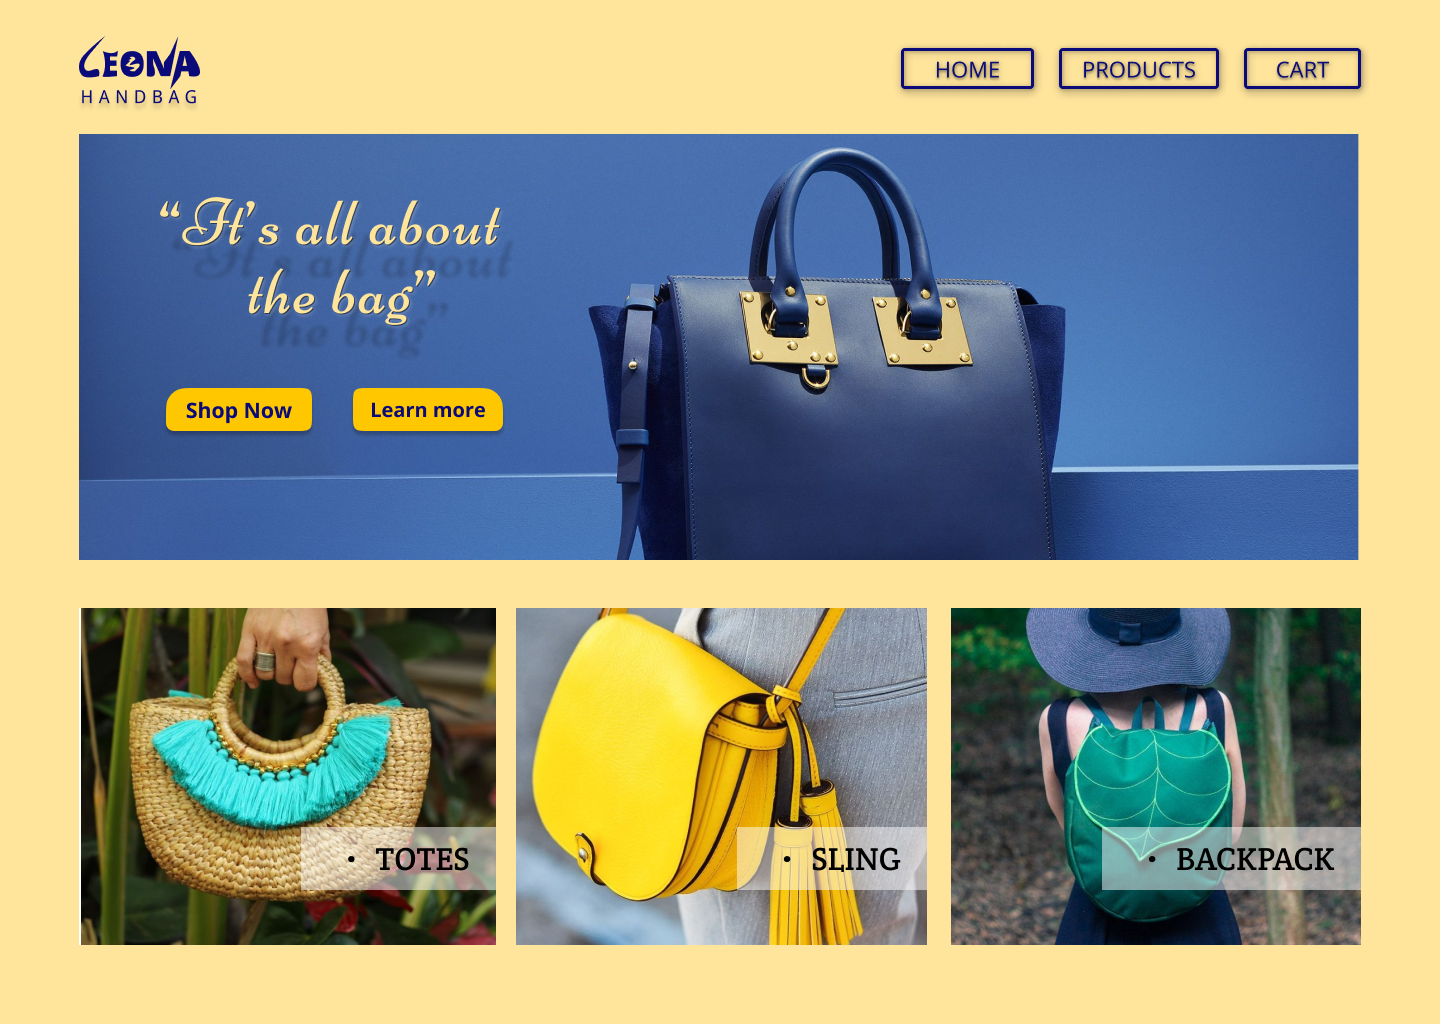 LEONA
HANDBAG
HOME
PRODUCTS
CART
“It’s all about
the bag”
Shop Now
Learn more
• TOTES
• SLING
• BACKPACK